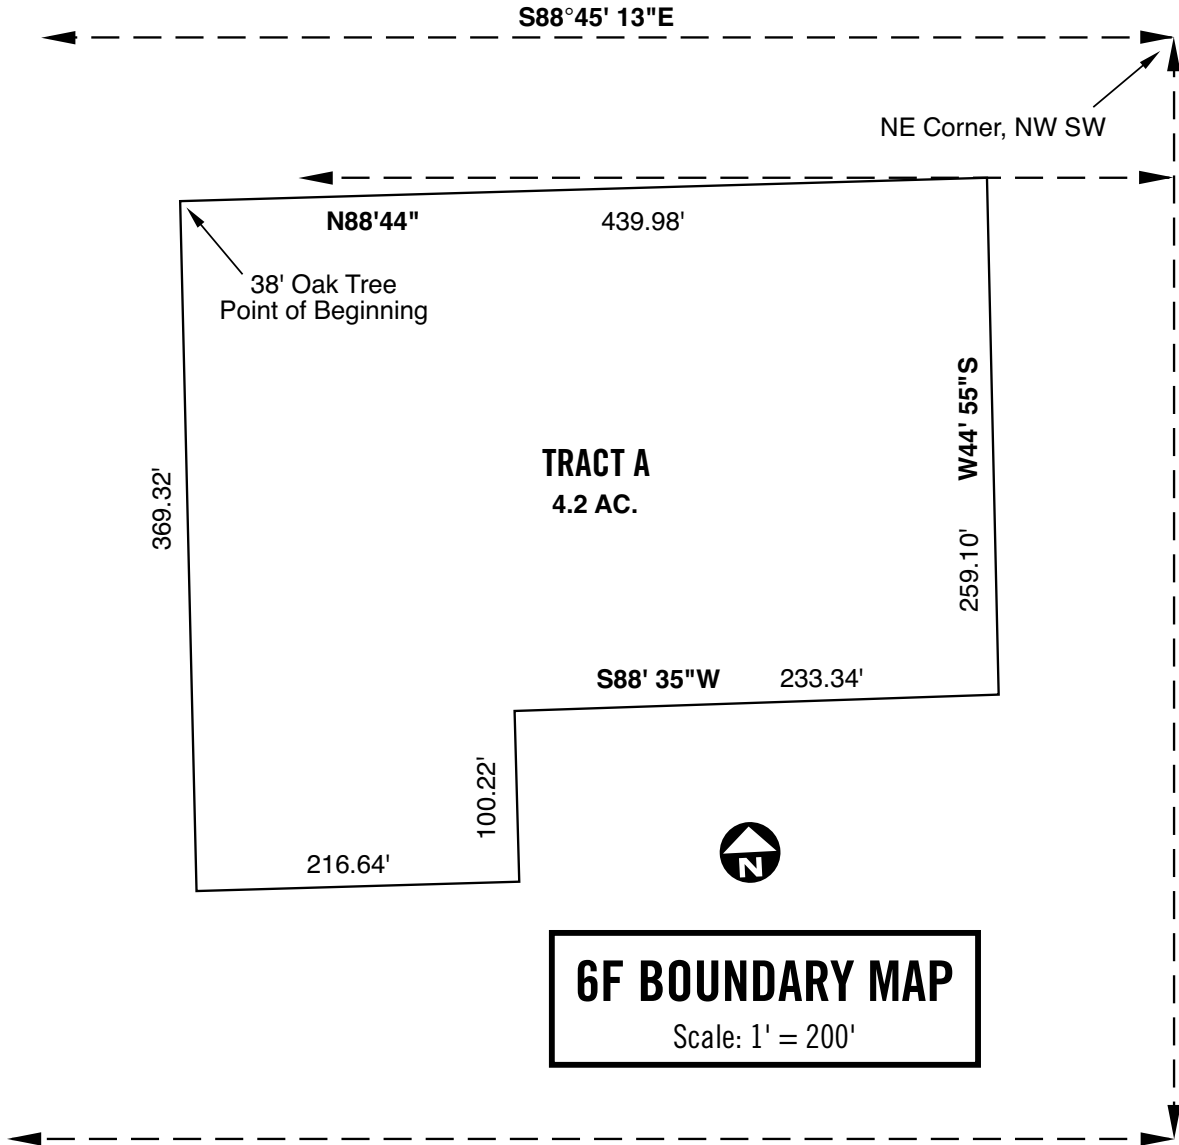 S88°45' 13"E
NE Corner, NW SW
N88'44"
439.98'
38' Oak Tree
Point of Beginning
W44' 55"S
259.10'
369.32'
TRACT A
4.2 AC.
S88' 35"W
233.34'
100.22'
216.64'
N
6F BOUNDARY MAP
Scale: 1' = 200'